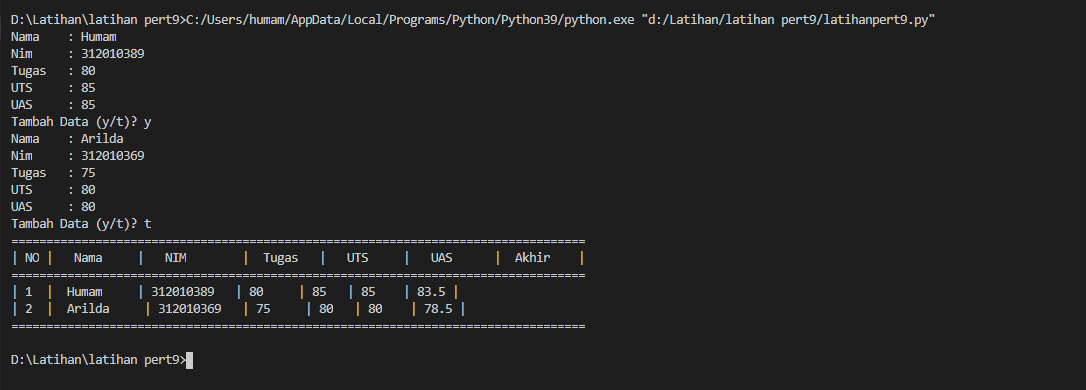 D:\Latihan\latihan pert9>C:/Users/humam/AppData/Local/Programs/Python/Python39/python.exe "d:/Latihan/latihan pert9/latihanpert9.py"
Nama    : Humam
Nim     : 312010389
Tugas   : 80
UTS     : 85
UAS     : 85
Tambah Data (y/t)? y
Nama    : Arilda
Nim     : 312010369
Tugas   : 75
UTS     : 80
UAS     : 80
Tambah Data (y/t)? t
==================================================================================
| NO |   Nama     |   NIM        |  Tugas   |   UTS     |   UAS      |  Akhir    |
==================================================================================
| 1  |  Humam     | 312010389   | 80     | 85   | 85     | 83.5 |
| 2  |  Arilda     | 312010369   | 75     | 80   | 80     | 78.5 |
==================================================================================
D:\Latihan\latihan pert9>